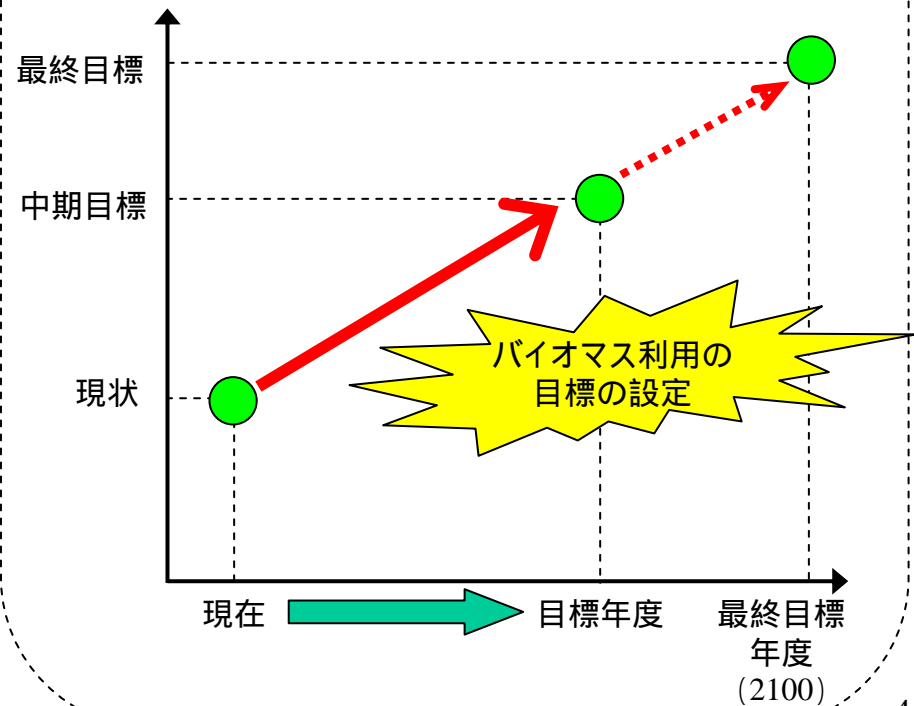 最終目標
中期目標
現状
バイオマス利用の
目標の設定
現在
目標年度
最終目標
年度
(2100)